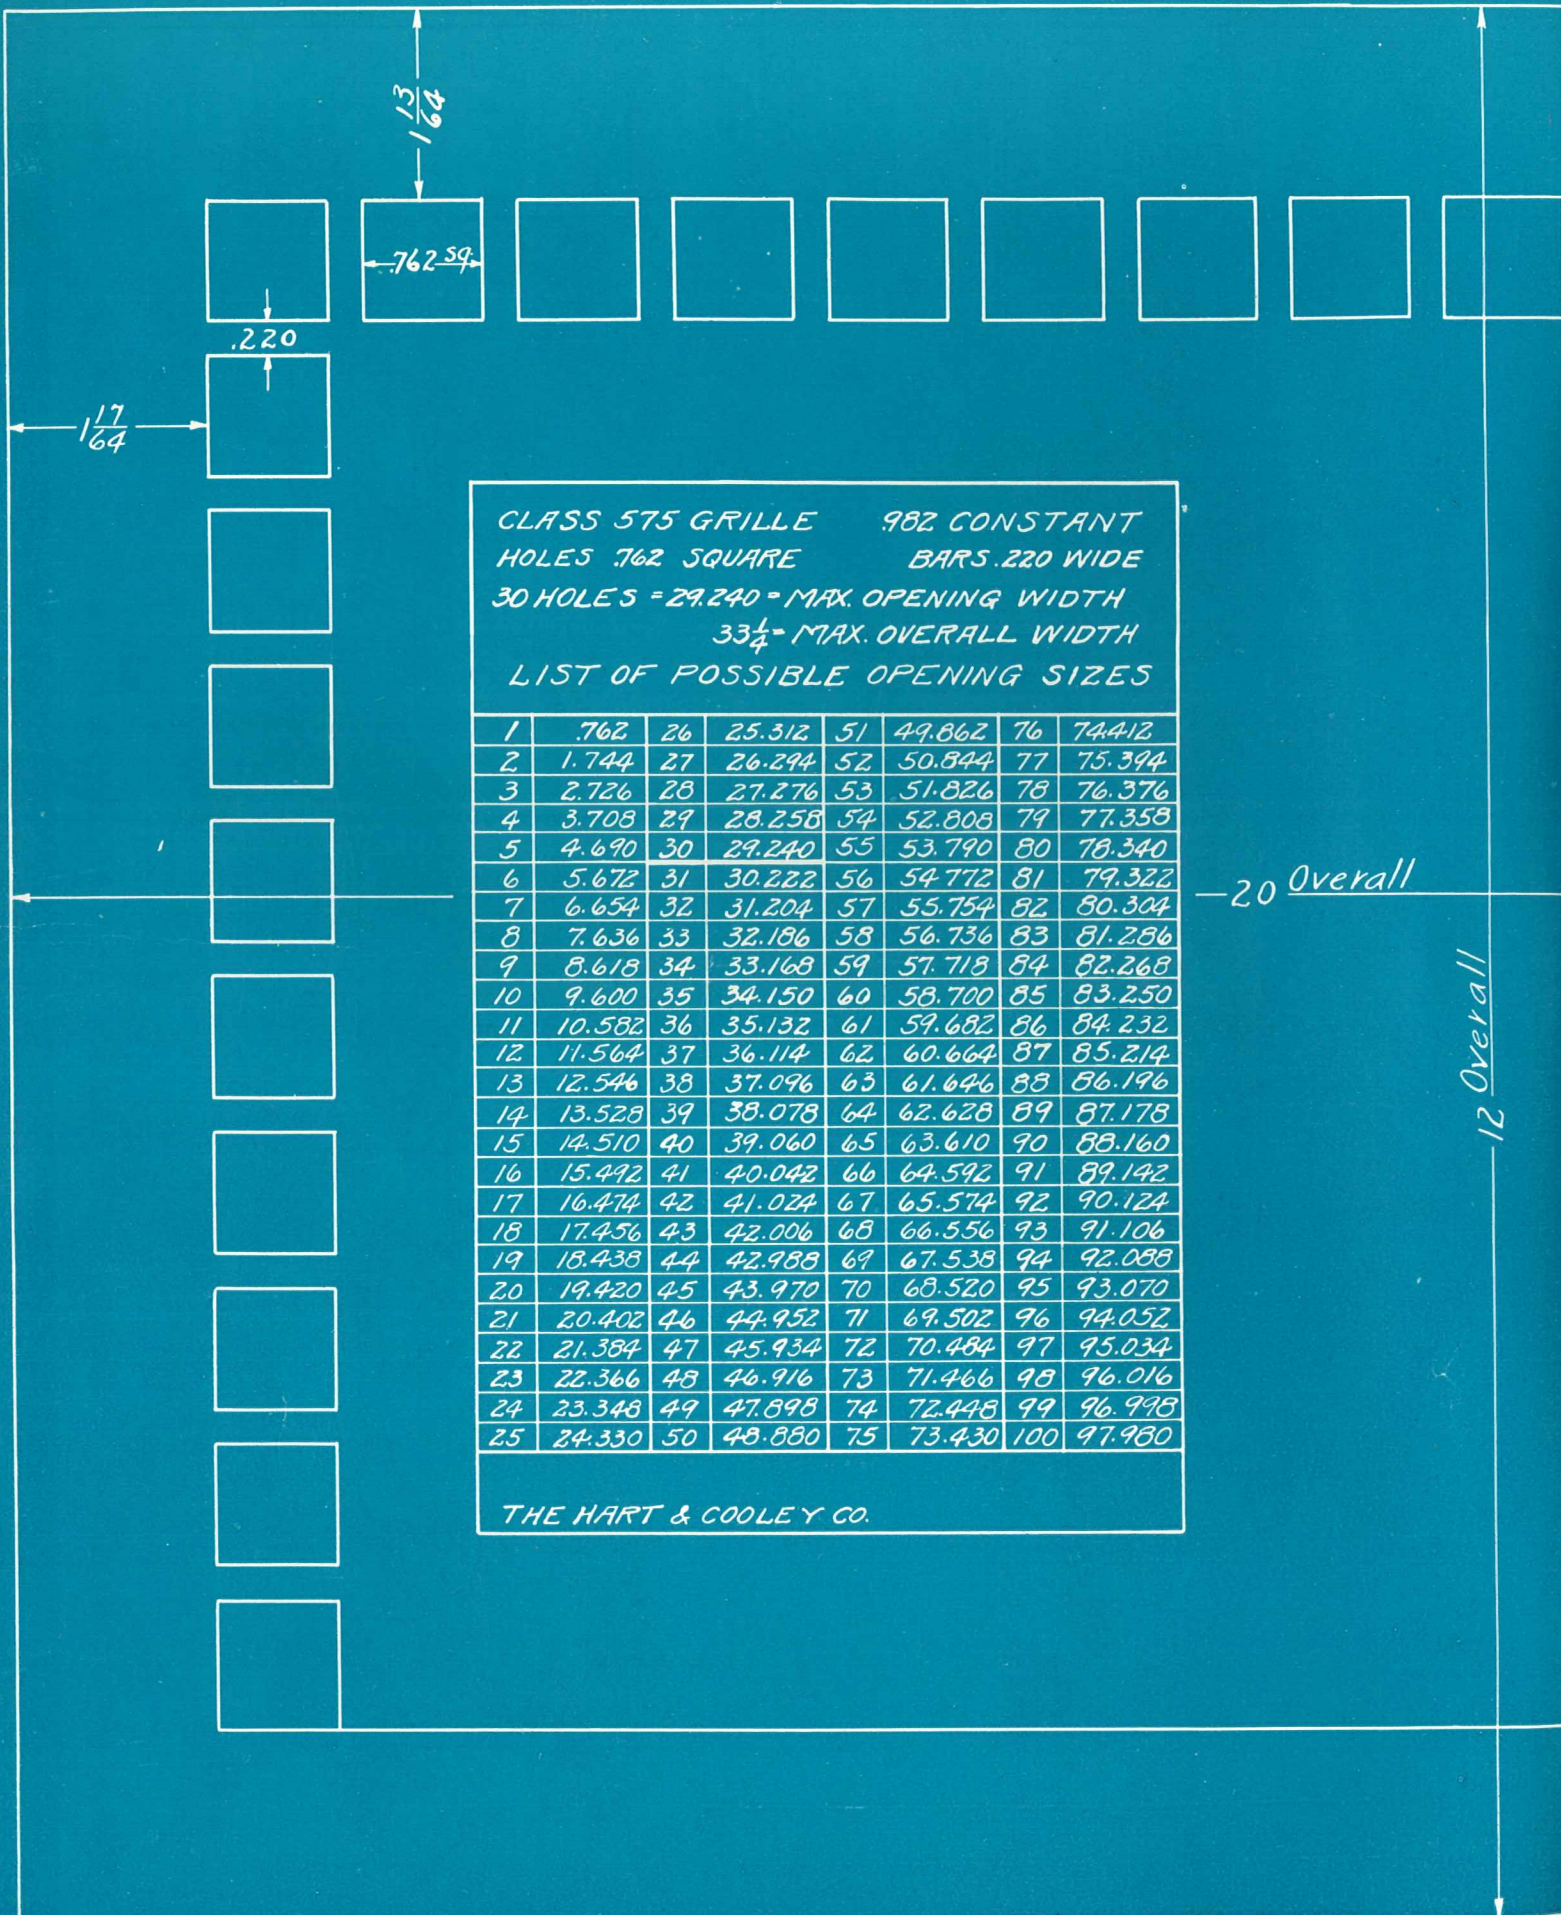 1 13/64
.762 sq.
.220
1 17/64
CLASS 575 GRILLE .982 CONSTANT
HOLES .762 SQUARE BARS .220 WIDE
30 HOLES = 29.240 = MAX. OPENING WIDTH
33 1/4 = MAX. OVERALL WIDTH
LIST OF POSSIBLE OPENING SIZES
1 .762 26 25.312 51 49.862 76 74.412
2 1.744 27 26.294 52 50.844 77 75.394
3 2.726 28 27.276 53 51.826 78 76.376
4 3.708 29 28.258 54 52.808 79 77.358
5 4.690 30 29.240 55 53.790 80 78.340
6 5.672 31 30.222 56 54.772 81 79.322
7 6.654 32 31.204 57 55.754 82 80.304
8 7.636 33 32.186 58 56.736 83 81.286
9 8.618 34 33.168 59 57.718 84 82.268
10 9.600 35 34.150 60 58.700 85 83.250
11 10.582 36 35.132 61 59.682 86 84.232
12 11.564 37 36.114 62 60.664 87 85.214
13 12.546 38 37.096 63 61.646 88 86.196
14 13.528 39 38.078 64 62.628 89 87.178
15 14.510 40 39.060 65 63.610 90 88.160
16 15.492 41 40.042 66 64.592 91 89.142
17 16.474 42 41.024 67 65.574 92 90.124
18 17.456 43 42.006 68 66.556 93 91.106
19 18.438 44 42.988 69 67.538 94 92.088
20 19.420 45 43.970 70 68.520 95 93.070
21 20.402 46 44.952 71 69.502 96 94.052
22 21.384 47 45.934 72 70.484 97 95.034
23 22.366 48 46.916 73 71.466 98 96.016
24 23.348 49 47.898 74 72.448 99 96.998
25 24.330 50 48.880 75 73.430 100 97.980
THE HART & COOLEY CO.
20 Overall
12 Overall